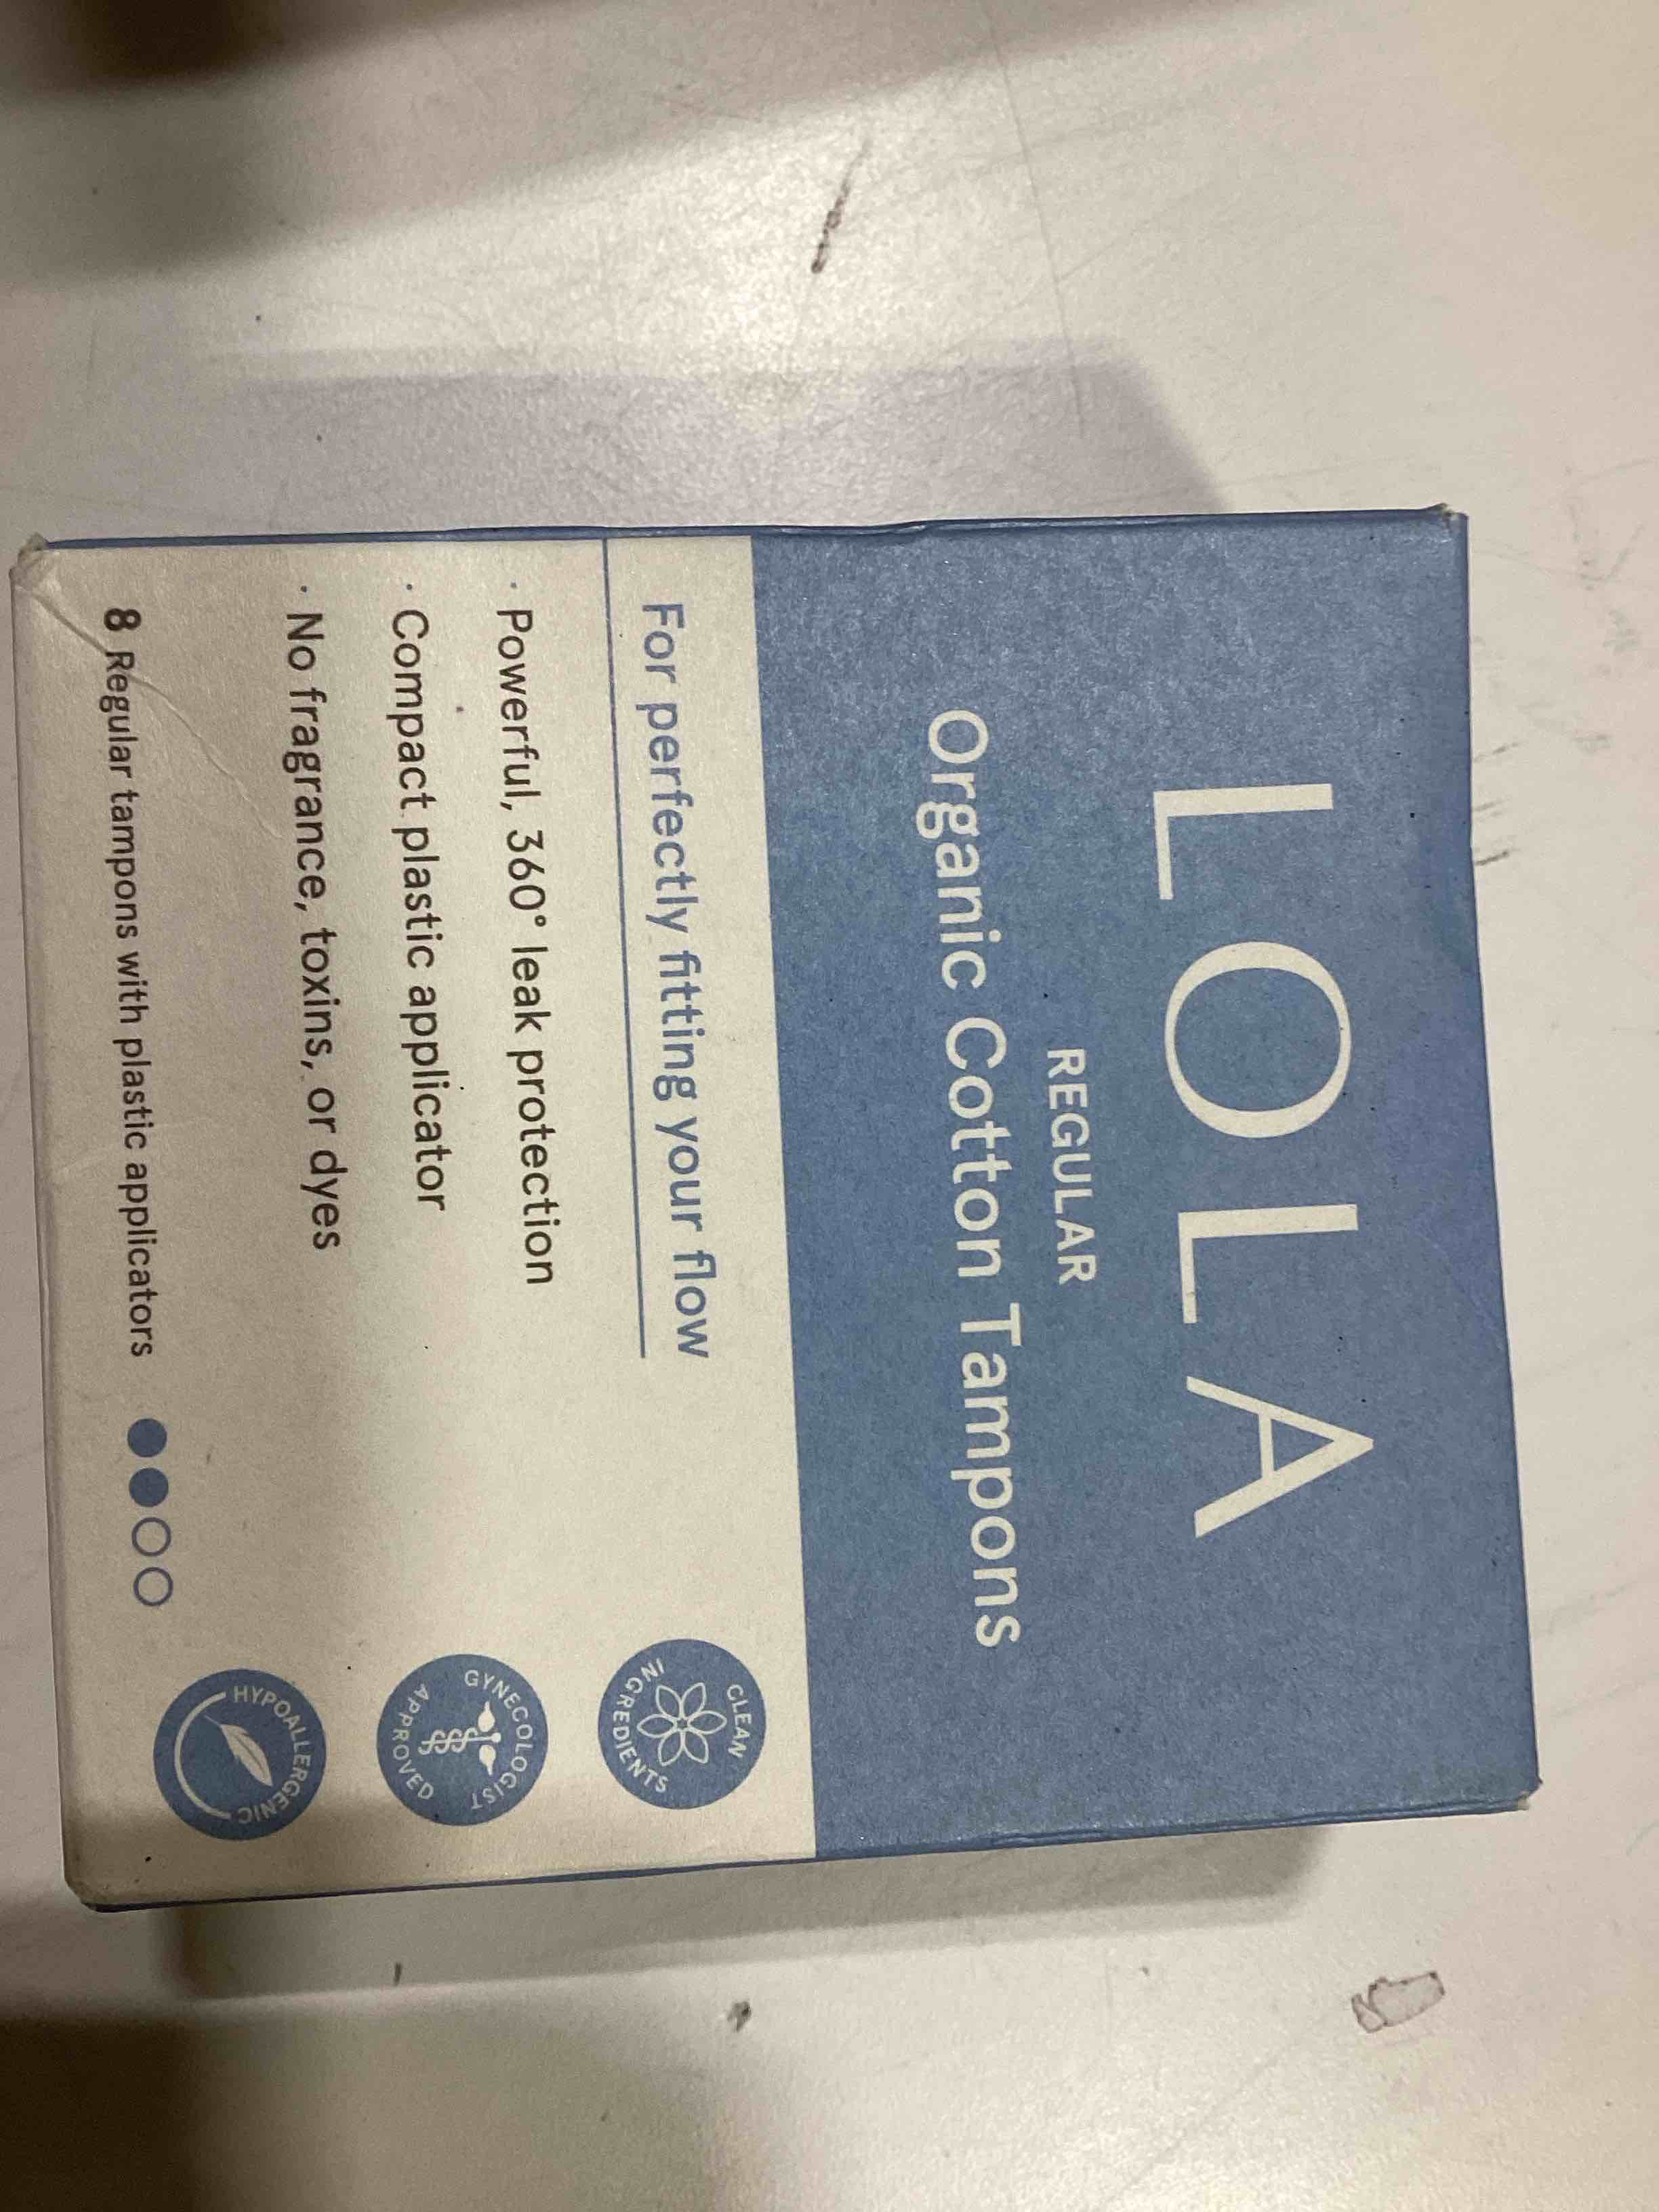 LOLA
REGULAR
Organic Cotton Tampons
For perfectly fitting your flow
· Powerful, 360° leak protection
· Compact plastic applicator
· No fragrance, toxins, or dyes
8 Regular tampons with plastic applicators
CLEAN INGREDIENTS
GYNECOLOGIST APPROVED
HYPOALLERGENIC